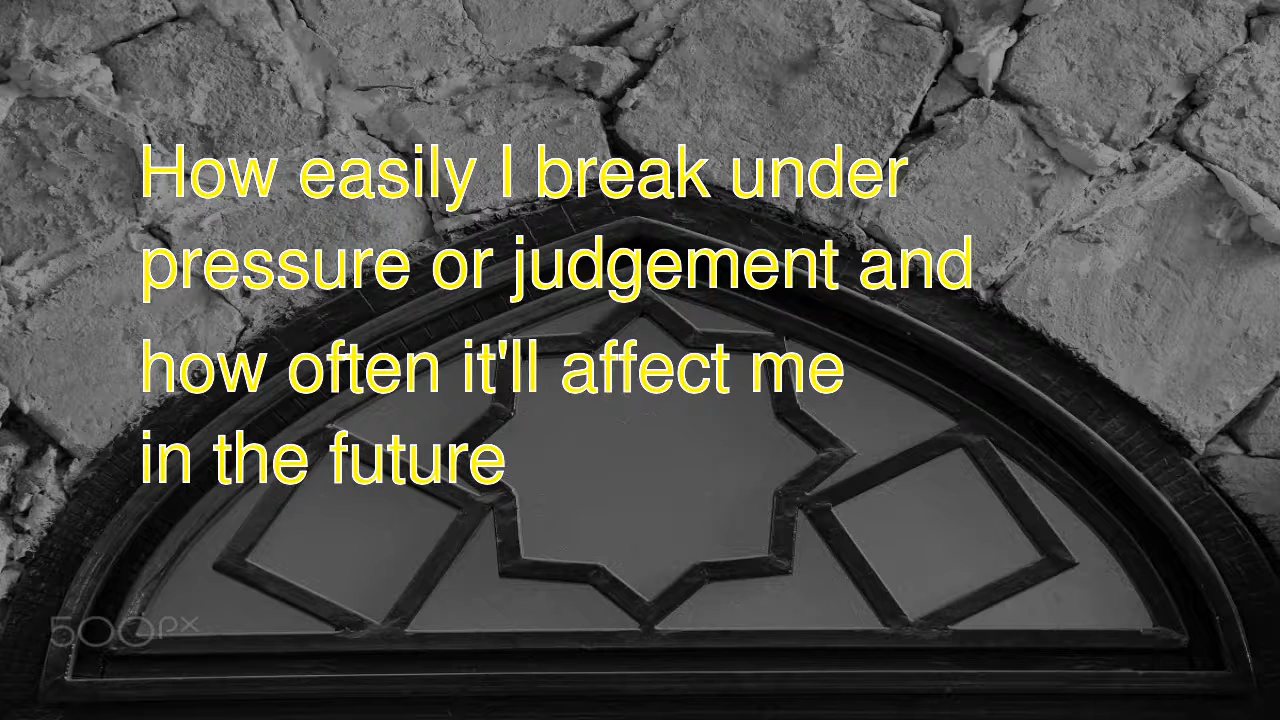 How easily I break under
pressure or judgement and
how often it'll affect me
in the future
500px